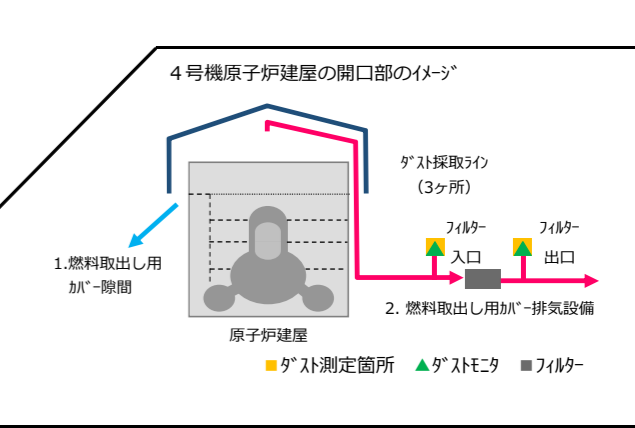 ４号機原子炉建屋の開口部のｲﾒｰｼﾞ
ﾀﾞｽﾄ採取ﾗｲﾝ
（3ヶ所）
ﾌｨﾙﾀｰ
入口
ﾌｨﾙﾀｰ
出口
1.燃料取出し用
ｶﾊﾞｰ隙間
2. 燃料取出し用ｶﾊﾞｰ排気設備
原子炉建屋
■ﾀﾞｽﾄ測定箇所 ▲ﾀﾞｽﾄﾓﾆﾀ ■ﾌｨﾙﾀｰ